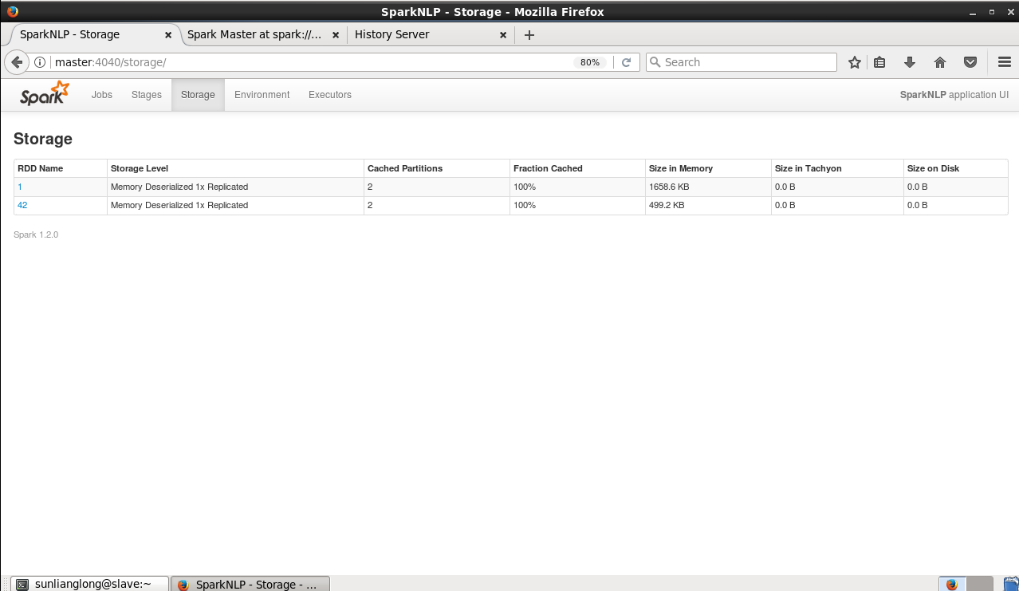 SparkNLP - Storage - Mozilla Firefox
SparkNLP - Storage
Spark Master at spark://...
History Server
master:4040/storage/
80%
Search
Spark
Jobs
Stages
Storage
Environment
Executors
SparkNLP application UI
Storage
RDD Name Storage Level Cached Partitions Fraction Cached Size in Memory Size in Tachyon Size on Disk
1 Memory Deserialized 1x Replicated 2 100% 1658.6 KB 0.0 B 0.0 B
42 Memory Deserialized 1x Replicated 2 100% 499.2 KB 0.0 B 0.0 B
Spark 1.2.0
sunlianglong@slave:~
SparkNLP - Storage - ...